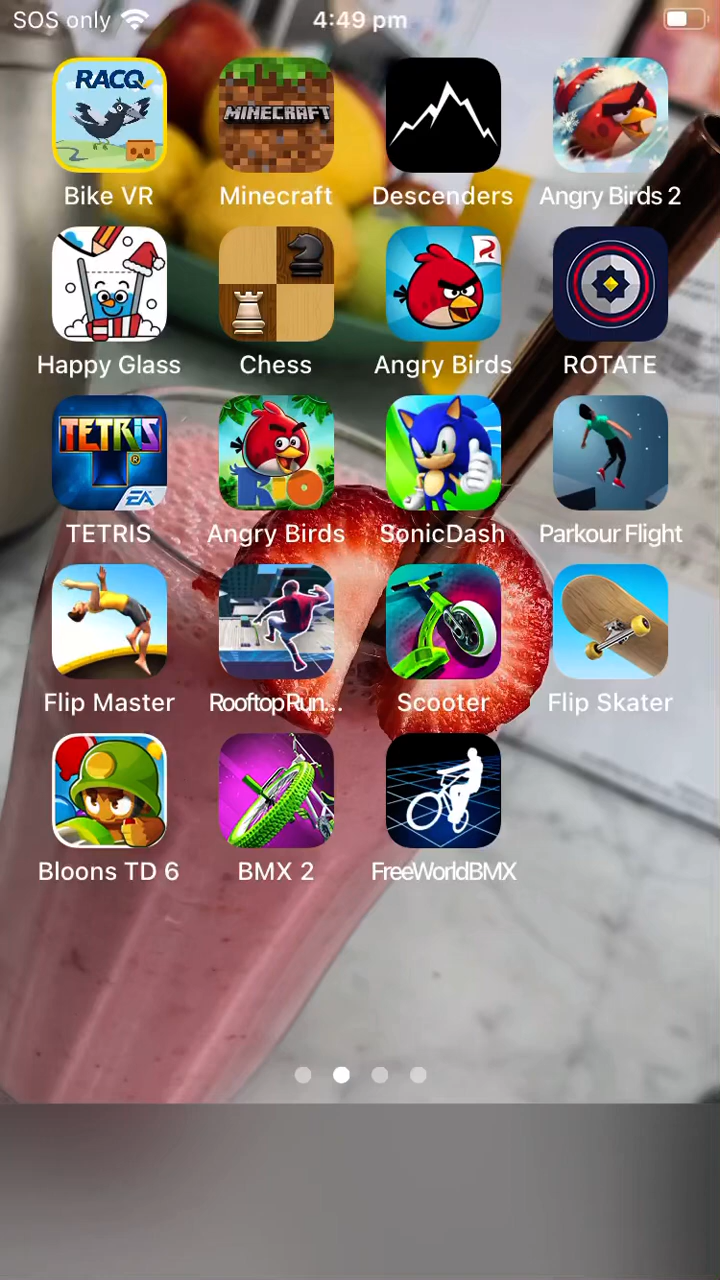 SOS only
4:49 pm
RACQ
MINECRAFT
Bike VR
Minecraft
Descenders
Angry Birds 2
Happy Glass
Chess
Angry Birds
ROTATE
TETRIS
R
EA
RIO
TETRIS
Angry Birds
SonicDash
Parkour Flight
Flip Master
RooftopRun...
Scooter
Flip Skater
Bloons TD 6
BMX 2
FreeWorldBMX